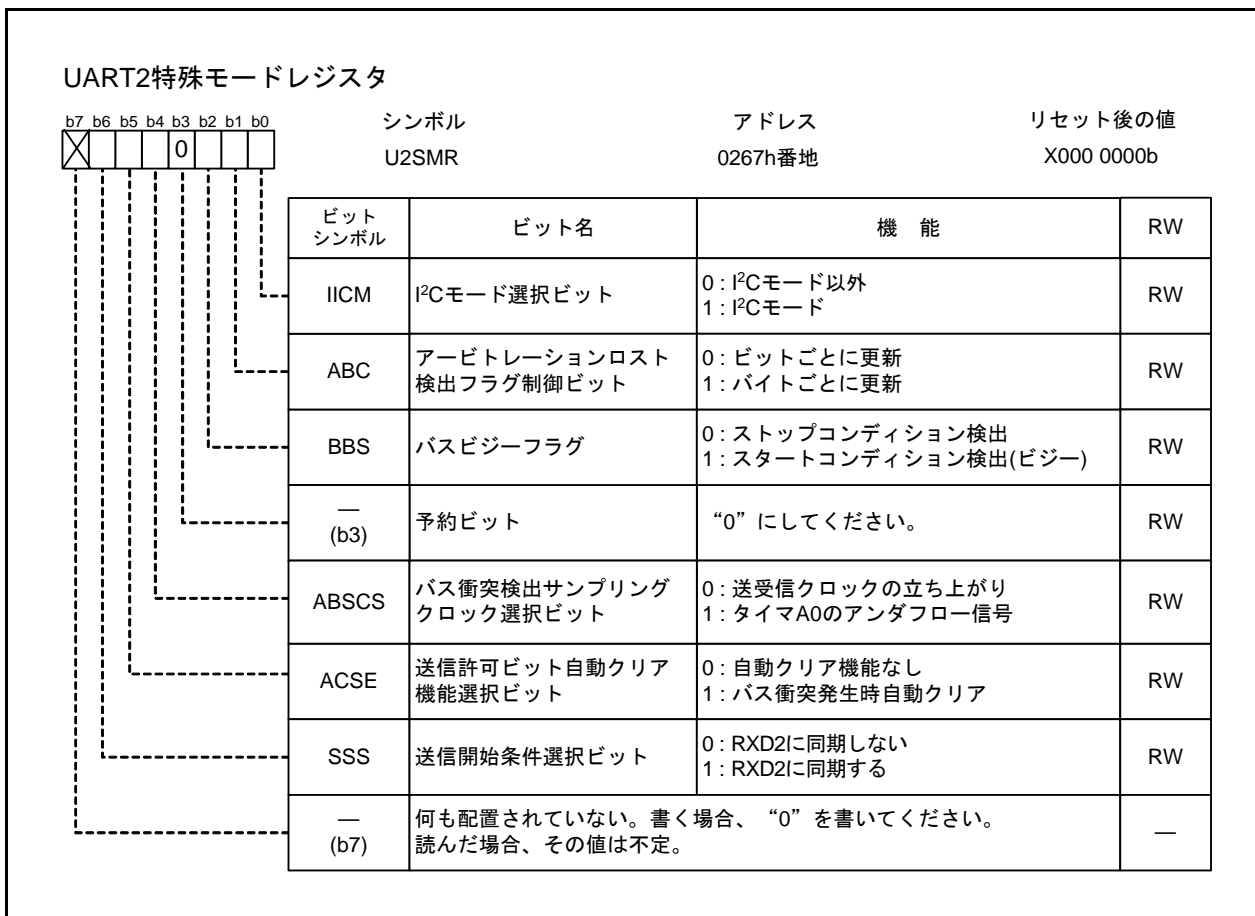 UART2特殊モードレジスタ
b7 b6 b5 b4 b3 b2 b1 b0
0
シンボル アドレス リセット後の値
U2SMR 0267h番地 X000 0000b
ビット
シンボル
ビット名 機 能 RW
IICM
I²Cモード選択ビット
0 : I²Cモード以外
1 : I²Cモード
RW
ABC
アービトレーションロスト
検出フラグ制御ビット
0 : ビットごとに更新
1 : バイトごとに更新
RW
BBS
バスビジーフラグ
0 : ストップコンディション検出
1 : スタートコンディション検出(ビジー)
RW
—
(b3)
予約ビット
“0”にしてください。
RW
ABSCS
バス衝突検出サンプリング
クロック選択ビット
0 : 送受信クロックの立ち上がり
1 : タイマA0のアンダフロー信号
RW
ACSE
送信許可ビット自動クリア
機能選択ビット
0 : 自動クリア機能なし
1 : バス衝突発生時自動クリア
RW
SSS
送信開始条件選択ビット
0 : RXD2に同期しない
1 : RXD2に同期する
RW
—
(b7)
何も配置されていない。書く場合、“0”を書いてください。
読んだ場合、その値は不定。
—